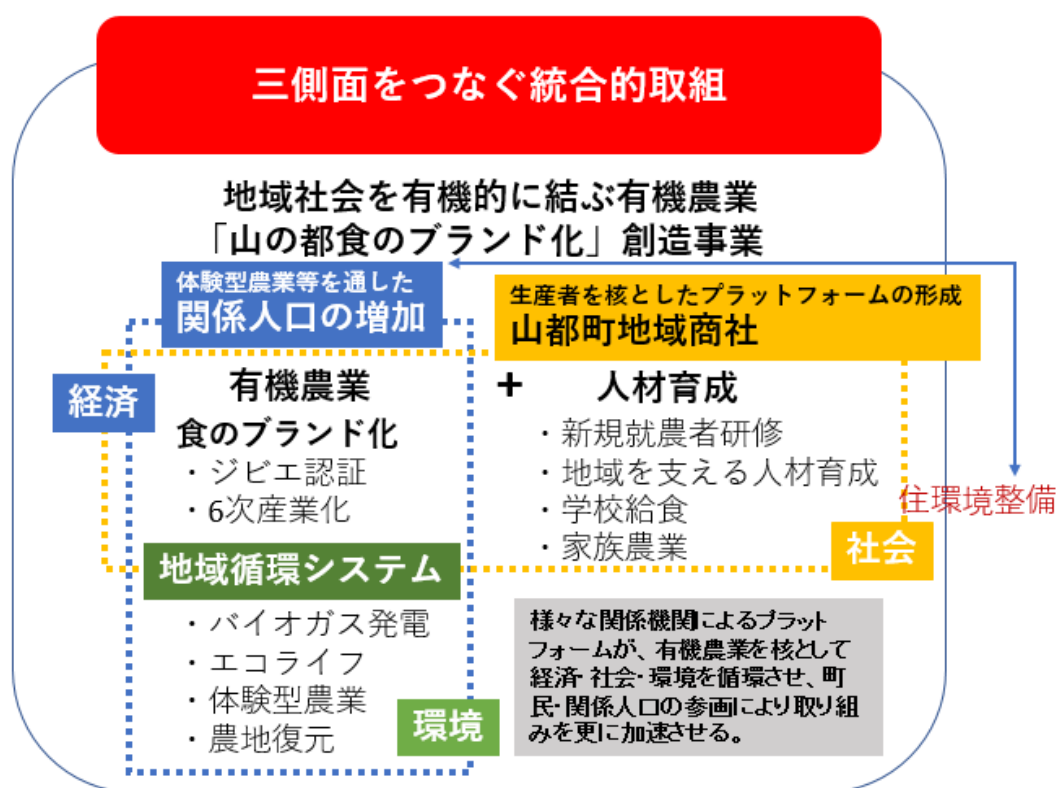 三側面をつなぐ統合的取組
地域社会を有機的に結ぶ有機農業
「山の都食のブランド化」創造事業
体験型農業等を通した
関係人口の増加
生産者を核としたプラットフォームの形成
山都町地域商社
経済
有機農業
食のブランド化
・ジビエ認証
・6次産業化
+
人材育成
・新規就農者研修
・地域を支える人材育成
・学校給食
・家族農業
住環境整備
社会
地域循環システム
・バイオガス発電
・エコライフ
・体験型農業
・農地復元
環境
様々な関係機関によるプラット
フォームが、有機農業を核として
経済・社会・環境を循環させ、町
民・関係人口の参画により取り組
みを更に加速させる。